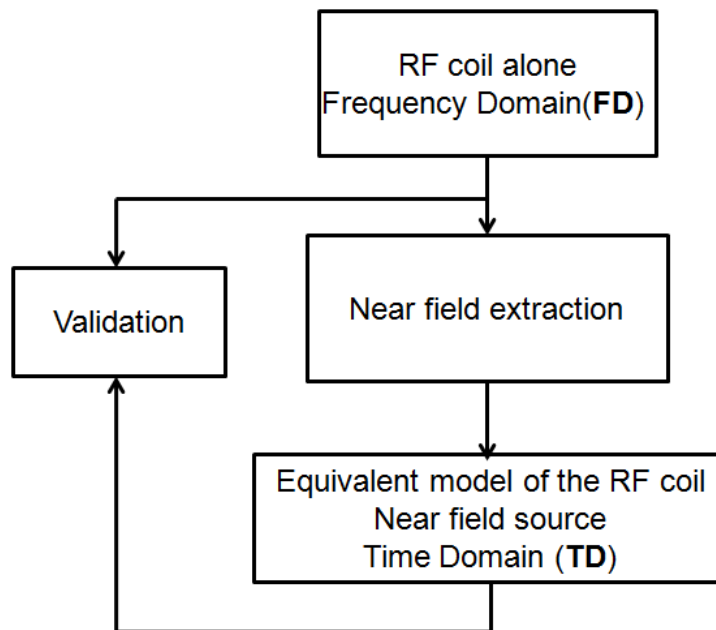 RF coil alone
Frequency Domain(FD)
Validation
Near field extraction
Equivalent model of the RF coil
Near field source
Time Domain (TD)